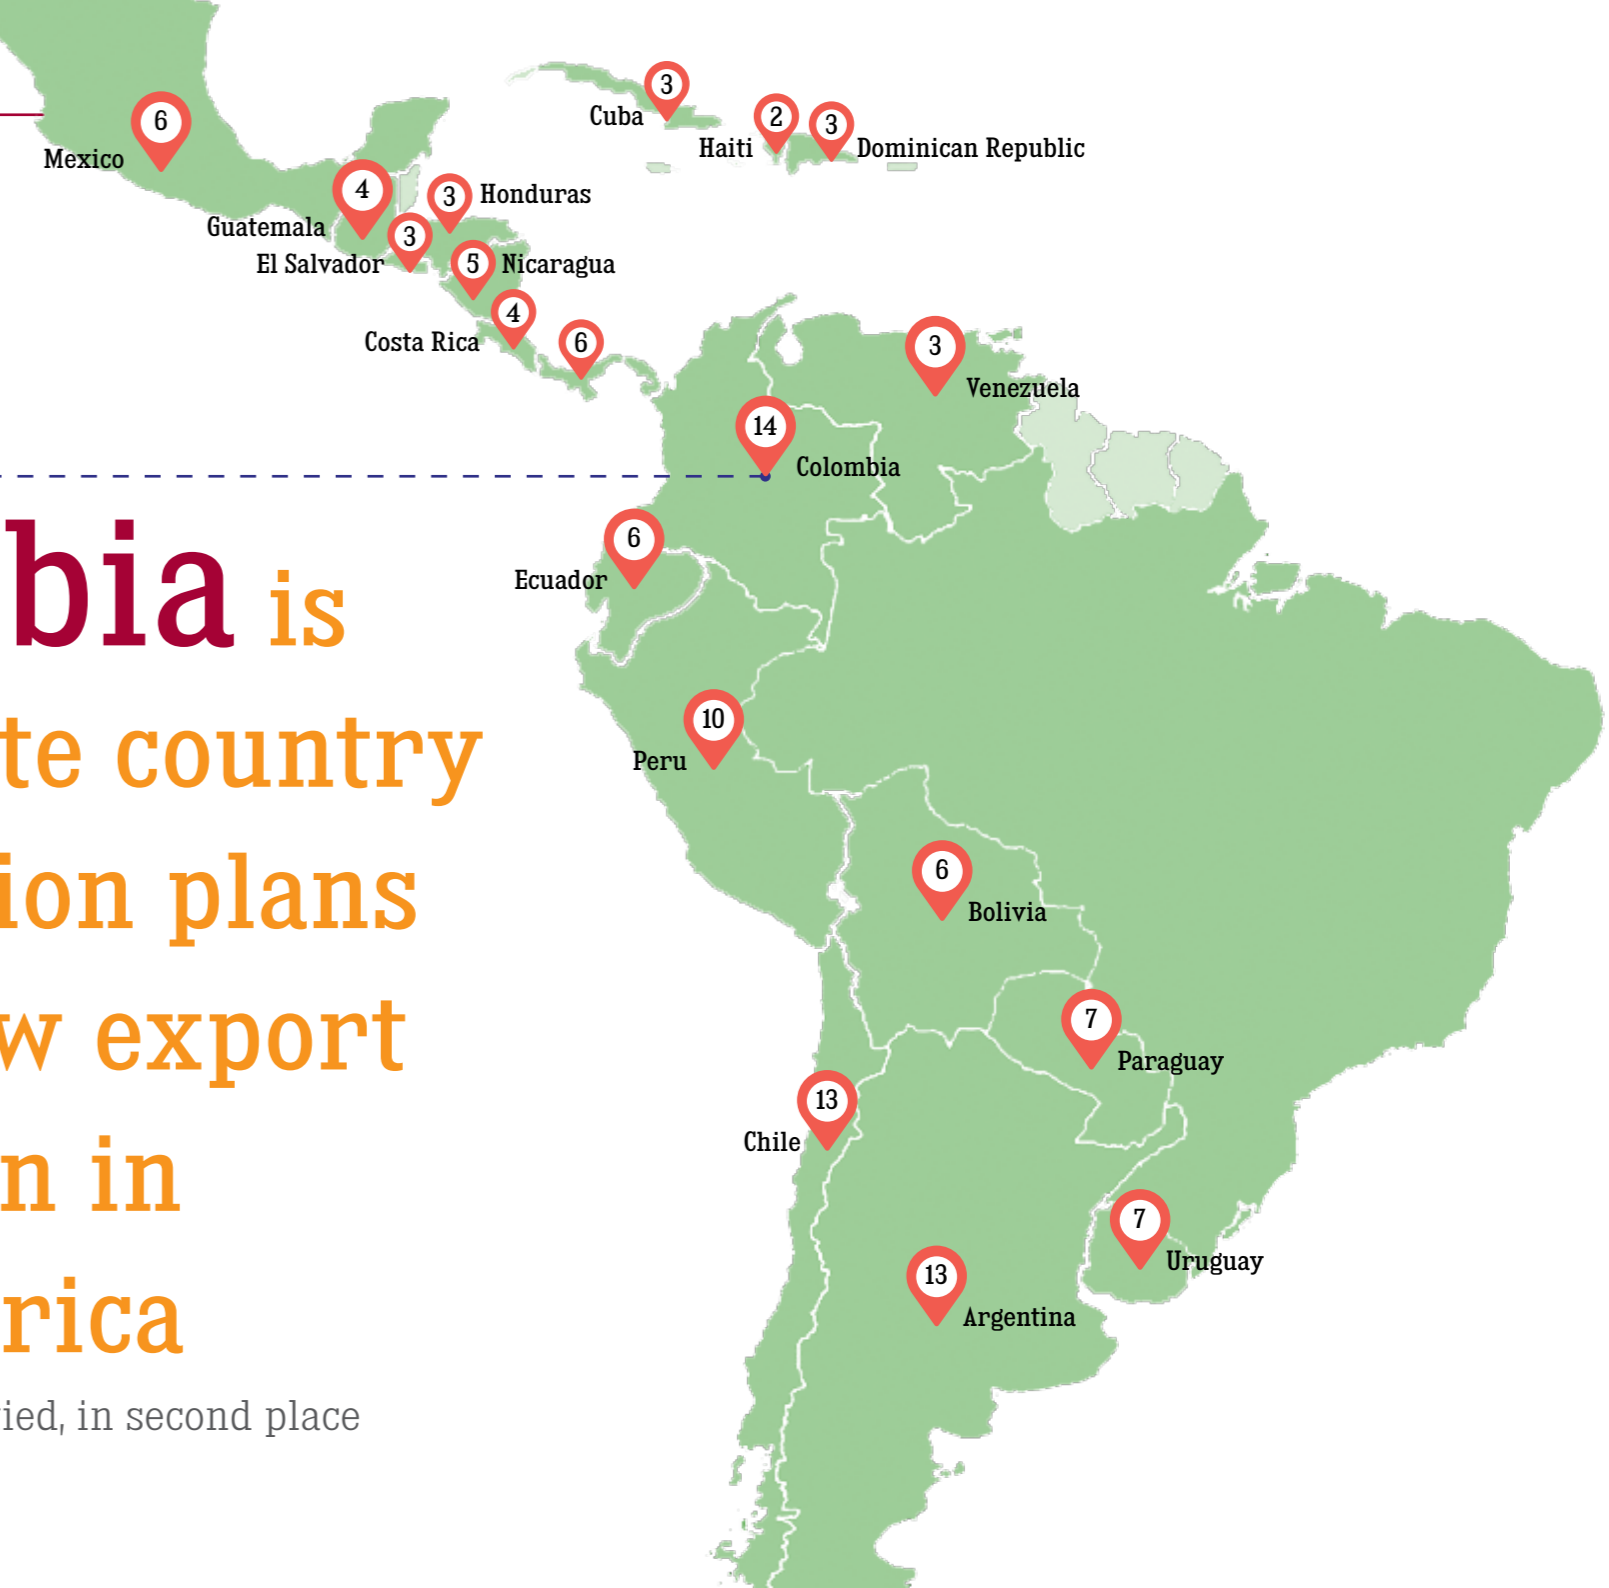 3
Cuba
2
3
Haiti
Dominican Republic
6
Mexico
4
3
Honduras
Guatemala
3
El Salvador
5
Nicaragua
4
Costa Rica
6
3
Venezuela
14
Colombia
bia is
6
Ecuador
te country
10
Peru
ion plans
6
Bolivia
w export
7
Paraguay
13
Chile
n in
7
Uruguay
13
Argentina
rica
ied, in second place